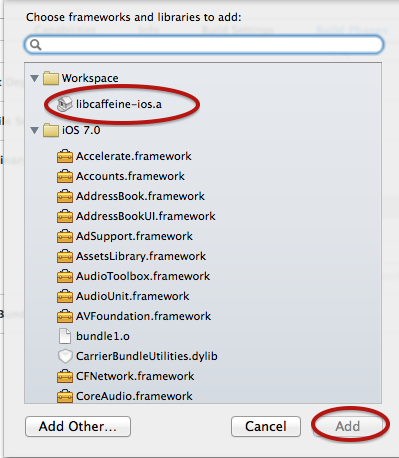 Choose frameworks and libraries to add:
Workspace
libcaffeine-ios.a
iOS 7.0
Accelerate.framework
Accounts.framework
AddressBook.framework
AddressBookUI.framework
AdSupport.framework
AssetsLibrary.framework
AudioToolbox.framework
AudioUnit.framework
AVFoundation.framework
bundle1.o
CarrierBundleUtilities.dylib
CFNetwork.framework
CoreAudio.framework
Add Other...
Cancel
Add